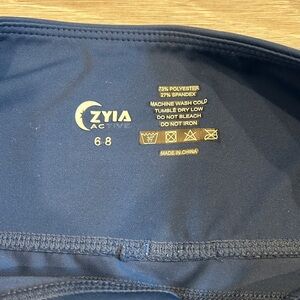 ZYIA
ACTIVE
6-8
73% POLYESTER
27% SPANDEX
MACHINE WASH COLD
TUMBLE DRY LOW
DO NOT BLEACH
DO NOT IRON
MADE IN CHINA